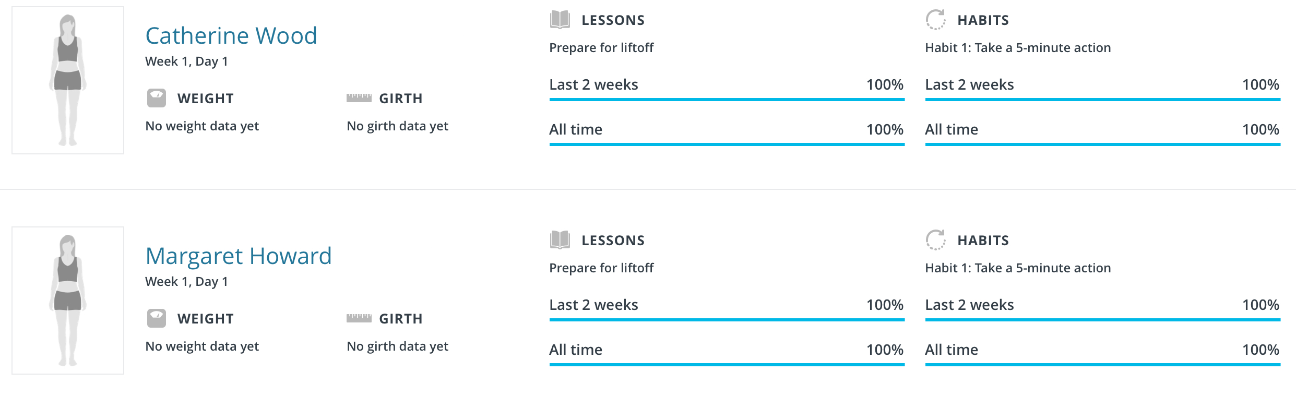 Catherine Wood
Week 1, Day 1
WEIGHT
No weight data yet
GIRTH
No girth data yet
LESSONS
Prepare for liftoff
Last 2 weeks 100%
All time 100%
HABITS
Habit 1: Take a 5-minute action
Last 2 weeks 100%
All time 100%
Margaret Howard
Week 1, Day 1
WEIGHT
No weight data yet
GIRTH
No girth data yet
LESSONS
Prepare for liftoff
Last 2 weeks 100%
All time 100%
HABITS
Habit 1: Take a 5-minute action
Last 2 weeks 100%
All time 100%